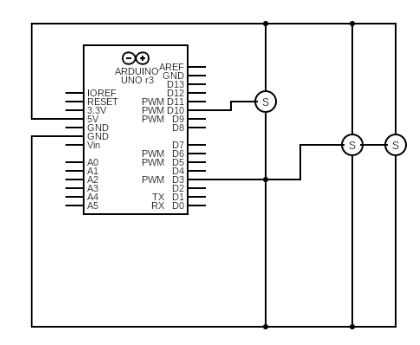 ARDUINO
UNO r3
AREF
GND
D13
IOREF D12
RESET PWM D11
3.3V PWM D10
5V PWM D9
GND D8
GND
Vin D7
PWM D6
A0 PWM D5
A1 D4
A2 PWM D3
A3 D2
A4 TX D1
A5 RX D0
S
S S